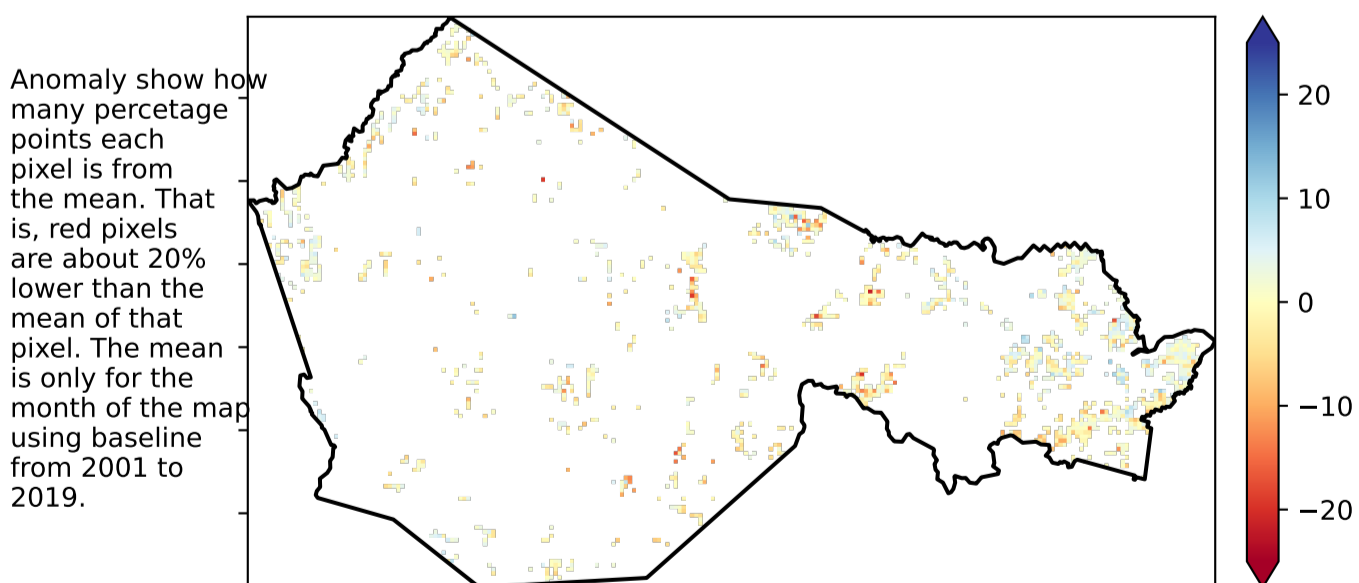 Anomaly show how
many percetage
points each
pixel is from
the mean. That
is, red pixels
are about 20%
lower than the
mean of that
pixel. The mean
is only for the
month of the map
using baseline
from 2001 to
2019.
20
10
0
−10
−20